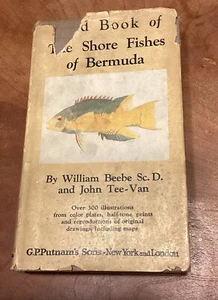 d Book of
The Shore Fishes
of Bermuda
By William Beebe Sc. D.
and John Tee-Van
Over 300 illustrations
from color plates, half-tone prints
and reproductions of original
drawings, including maps
G.P. Putnam's Sons - New York and London